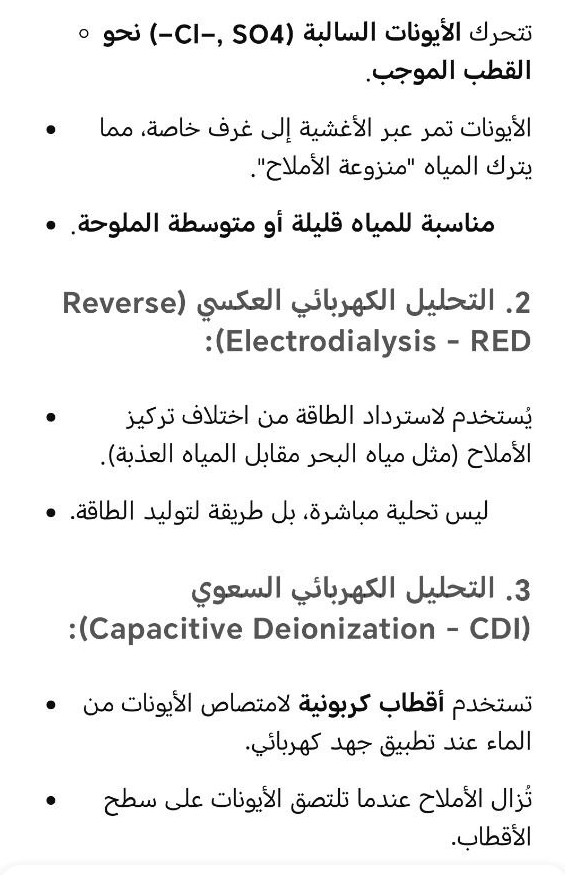 تتحرك الأيونات السالبة (Cl−, SO4−) نحو
القطب الموجب.
الأيونات تمر عبر الأغشية إلى غرف خاصة، مما
يترك المياه "منزوعة الأملاح".
مناسبة للمياه قليلة أو متوسطة الملوحة.
2. التحليل الكهربائي العكسي (Reverse
Electrodialysis - RED):
يُستخدم لاسترداد الطاقة من اختلاف تركيز
الأملاح (مثل مياه البحر مقابل المياه العذبة).
ليس تحلية مباشرة، بل طريقة لتوليد الطاقة.
3. التحليل الكهربائي السعوي
(Capacitive Deionization - CDI):
تستخدم أقطاب كربونية لامتصاص الأيونات من
الماء عند تطبيق جهد كهربائي.
تُزال الأملاح عندما تلتصق الأيونات على سطح
الأقطاب.